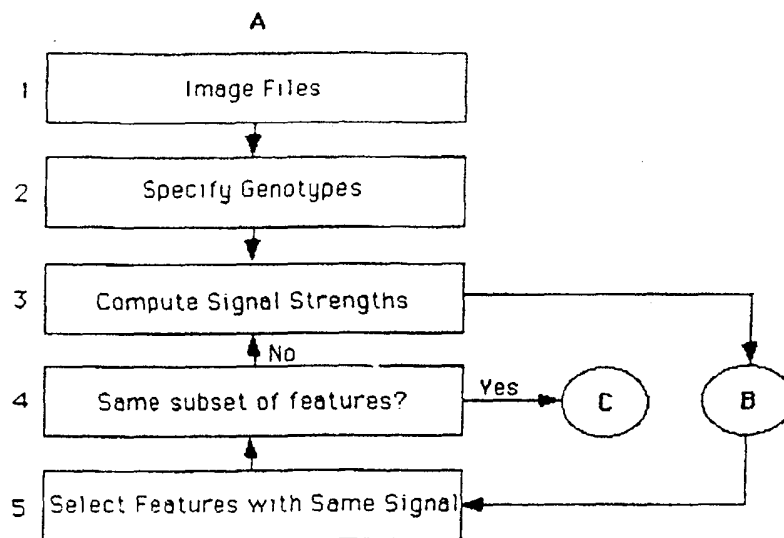 A
1 Image Files
2 Specify Genotypes
3 Compute Signal Strengths
No
4 Same subset of features? Yes C B
5 Select Features with Same Signal